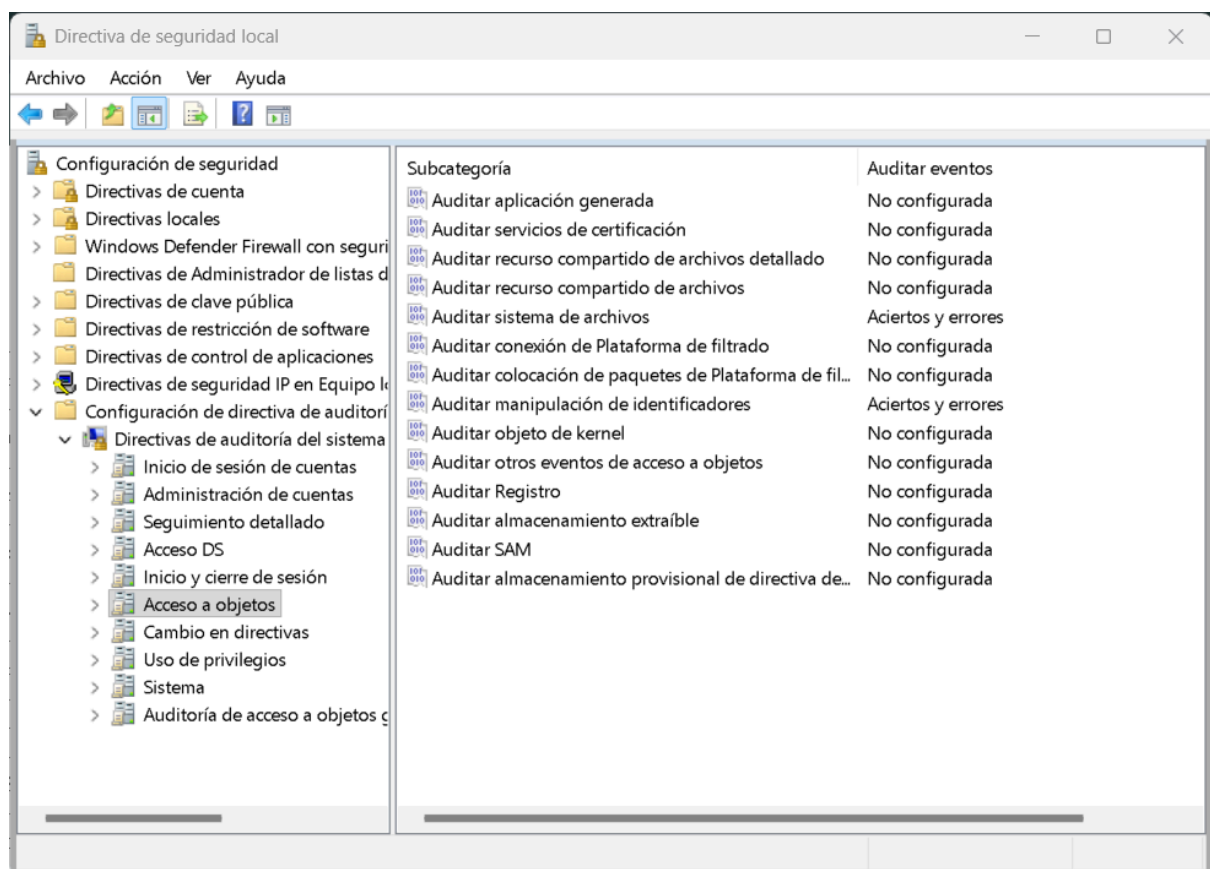 Directiva de seguridad local
Archivo Acción Ver Ayuda
Configuración de seguridad
Directivas de cuenta
Directivas locales
Windows Defender Firewall con seguri
Directivas de Administrador de listas d
Directivas de clave pública
Directivas de restricción de software
Directivas de control de aplicaciones
Directivas de seguridad IP en Equipo lo
Configuración de directiva de auditorí
Directivas de auditoría del sistema
Inicio de sesión de cuentas
Administración de cuentas
Seguimiento detallado
Acceso DS
Inicio y cierre de sesión
Acceso a objetos
Cambio en directivas
Uso de privilegios
Sistema
Auditoría de acceso a objetos g
Subcategoría Auditar eventos
Auditar aplicación generada No configurada
Auditar servicios de certificación No configurada
Auditar recurso compartido de archivos detallado No configurada
Auditar recurso compartido de archivos No configurada
Auditar sistema de archivos Aciertos y errores
Auditar conexión de Plataforma de filtrado No configurada
Auditar colocación de paquetes de Plataforma de fil... No configurada
Auditar manipulación de identificadores Aciertos y errores
Auditar objeto de kernel No configurada
Auditar otros eventos de acceso a objetos No configurada
Auditar Registro No configurada
Auditar almacenamiento extraíble No configurada
Auditar SAM No configurada
Auditar almacenamiento provisional de directiva de... No configurada